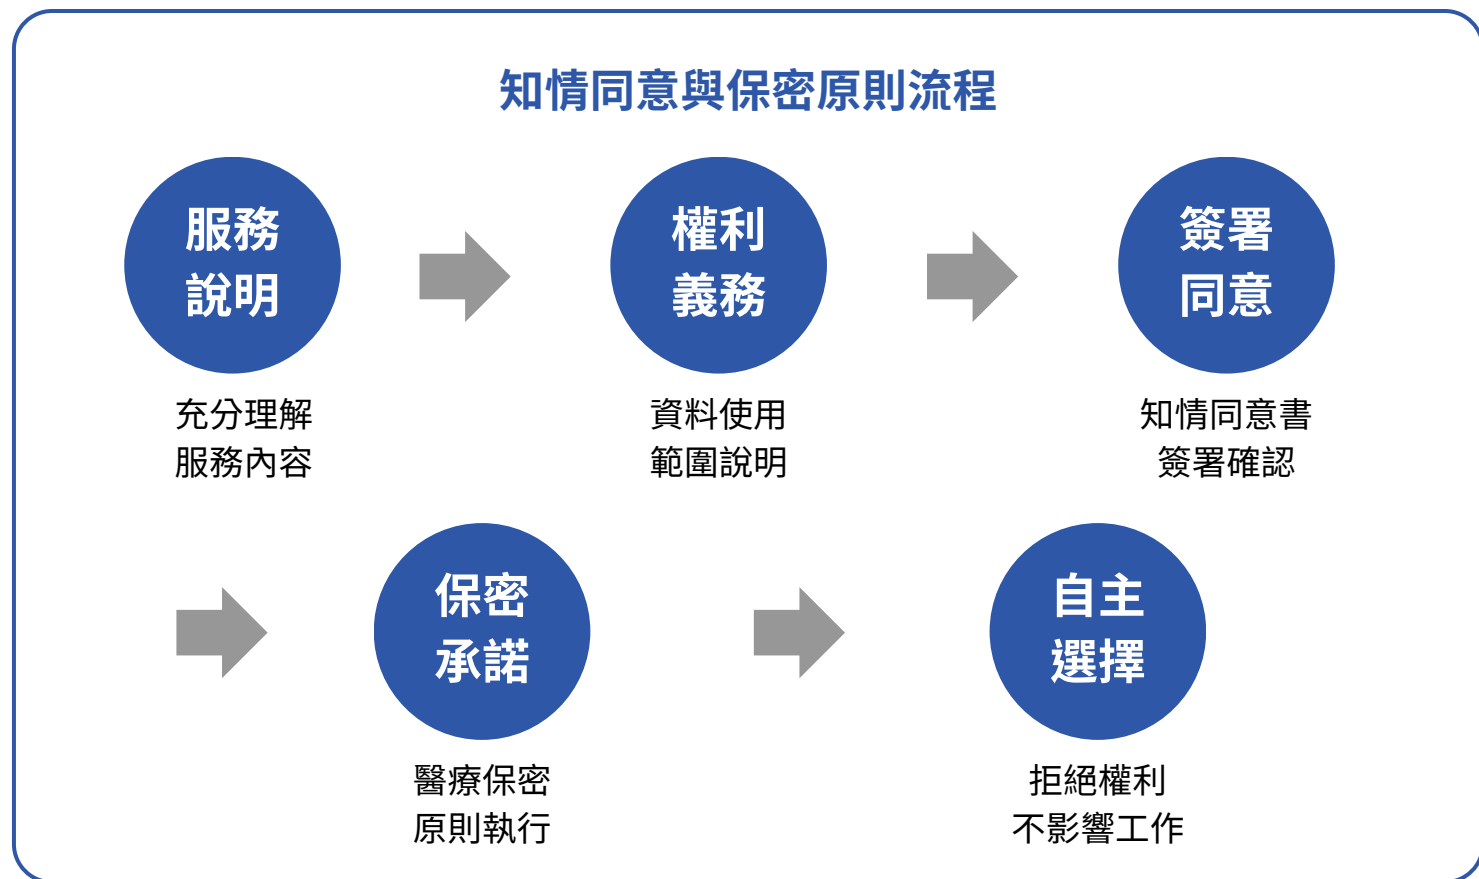 知情同意與保密原則流程
服務
說明
充分理解
服務內容
權利
義務
資料使用
範圍說明
簽署
同意
知情同意書
簽署確認
保密
承諾
醫療保密
原則執行
自主
選擇
拒絕權利
不影響工作